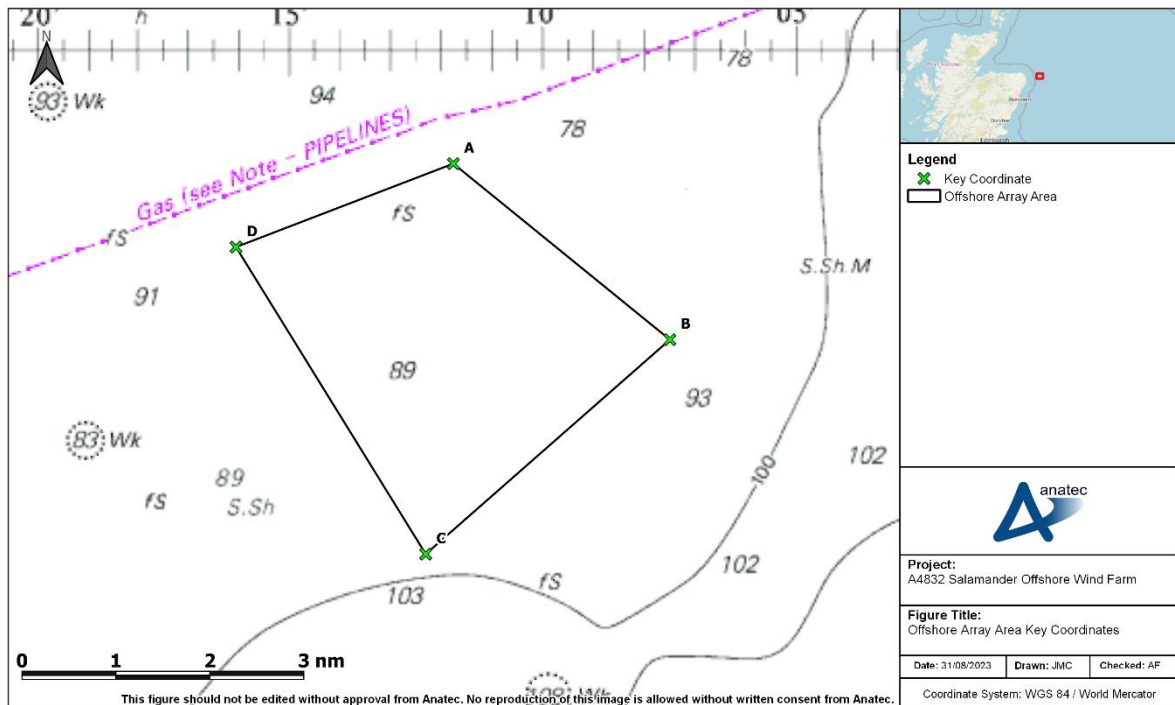 20' h 15' 10' 05'
N
93 Wk
94
78
78
Gas (see Note - PIPELINES)
A
fS
fS
D
S.Sh.M
91
B
89
93
83 Wk
89
fS
S.Sh
100
102
C
102
fS
103
0 1 2 3 nm
Wk
This figure should not be edited without approval from Anatec. No reproduction of this image is allowed without written consent from Anatec.
Aberdeen
Dundee
Edinburgh
Legend
Key Coordinate
Offshore Array Area
anatec
Project:
A4832 Salamander Offshore Wind Farm
Figure Title:
Offshore Array Area Key Coordinates
Date: 31/08/2023 Drawn: JMC Checked: AF
Coordinate System: WGS 84 / World Mercator